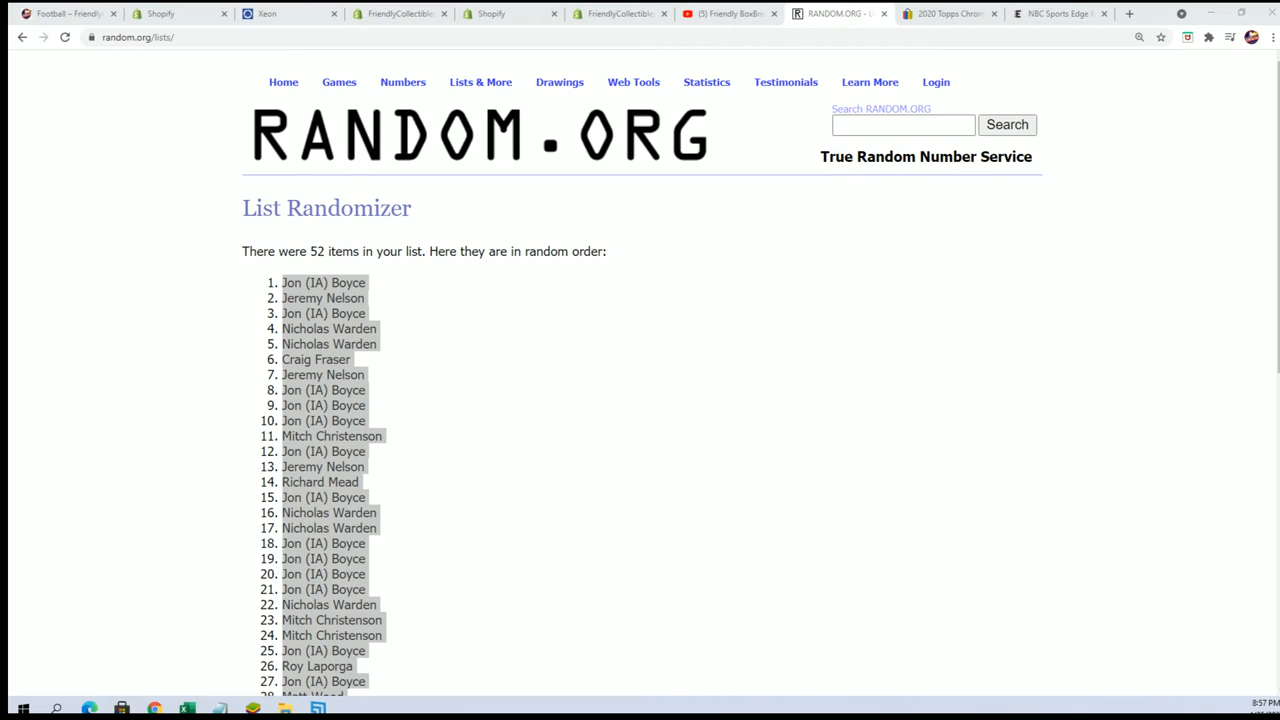 Football – Friendly
Shopify
Xeon
FriendlyCollectible
Shopify
FriendlyCollectible
(5) Friendly BoxBre
RANDOM.ORG - L
2020 Topps Chrom
NBC Sports Edge
random.org/lists/
Home Games Numbers Lists & More Drawings Web Tools Statistics Testimonials Learn More Login
RANDOM.ORG
Search RANDOM.ORG
Search
True Random Number Service
List Randomizer
There were 52 items in your list. Here they are in random order:
1. Jon (IA) Boyce
2. Jeremy Nelson
3. Jon (IA) Boyce
4. Nicholas Warden
5. Nicholas Warden
6. Craig Fraser
7. Jeremy Nelson
8. Jon (IA) Boyce
9. Jon (IA) Boyce
10. Jon (IA) Boyce
11. Mitch Christenson
12. Jon (IA) Boyce
13. Jeremy Nelson
14. Richard Mead
15. Jon (IA) Boyce
16. Nicholas Warden
17. Nicholas Warden
18. Jon (IA) Boyce
19. Jon (IA) Boyce
20. Jon (IA) Boyce
21. Jon (IA) Boyce
22. Nicholas Warden
23. Mitch Christenson
24. Mitch Christenson
25. Jon (IA) Boyce
26. Roy Laporga
27. Jon (IA) Boyce
8:57 PM